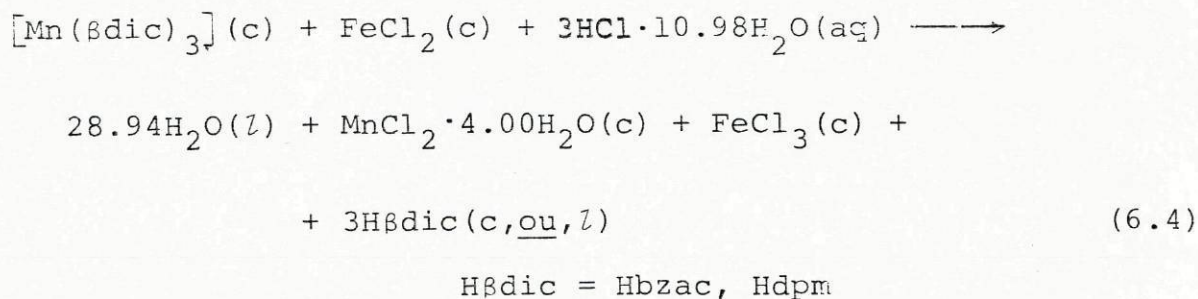 [Mn(βdic)₃](c) + FeCl₂(c) + 3HCl·10.98H₂O(aq) ⟶
28.94H₂O(l) + MnCl₂·4.00H₂O(c) + FeCl₃(c) +
+ 3Hβdic(c,ou,l) (6.4)
Hβdic = Hbzac, Hdpm